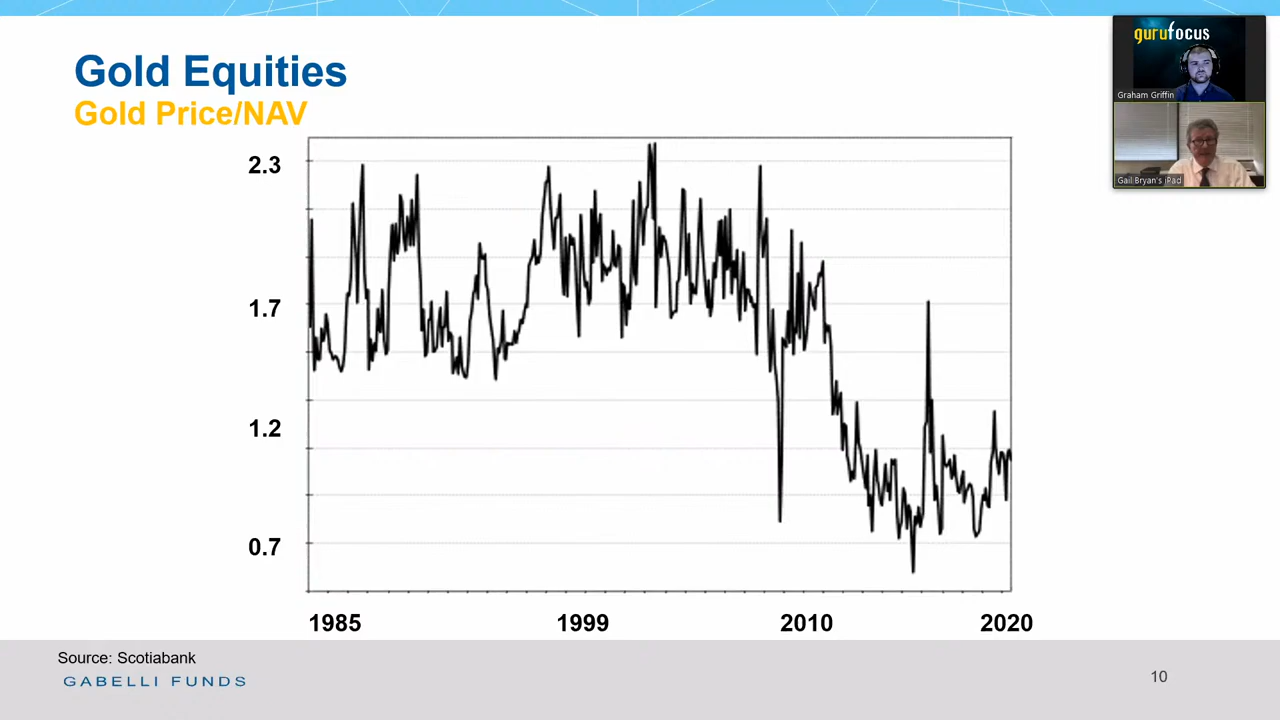 Gold Equities
Gold Price/NAV
gurufocus
Graham Griffin
Gail Bryan's iPad
2.3
1.7
1.2
0.7
1985 1999 2010 2020
Source: Scotiabank
GABELLI FUNDS
10